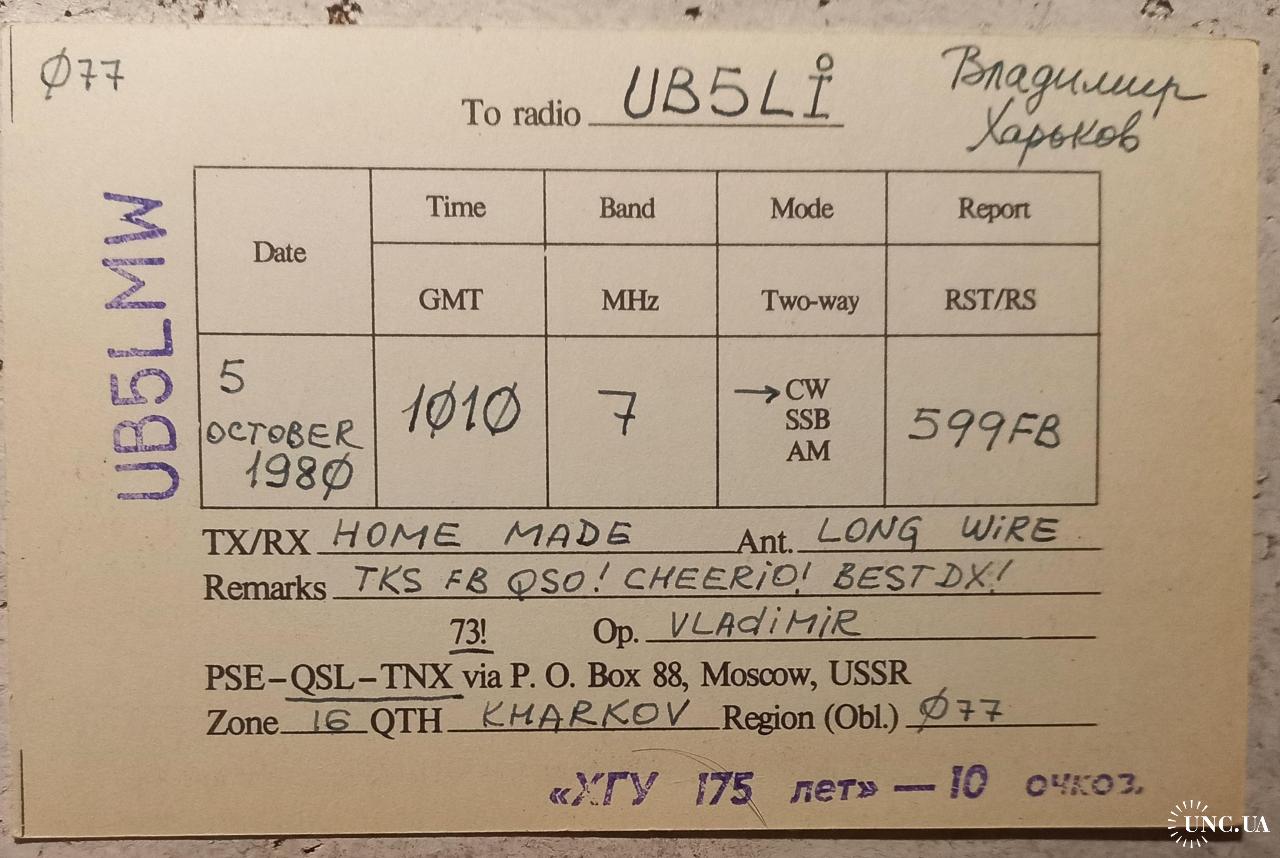 Ø77
To radio UB5LI
Владимир
Харьков
UB5LMW
Date
Time
Band
Mode
Report
GMT
MHz
Two-way
RST/RS
5
OCTOBER
198Ø
1Ø1Ø
7
→CW
SSB
AM
599FB
TX/RX HOME MADE Ant. LONG WIRE
Remarks TKS FB QSO! CHEERIO! BEST DX!
73! Op. VLADIMIR
PSE–QSL–TNX via P. O. Box 88, Moscow, USSR
Zone 16 QTH KHARKOV Region (Obl.) Ø77
«ХГУ 175 лет» — 10 очков.
UNC.UA